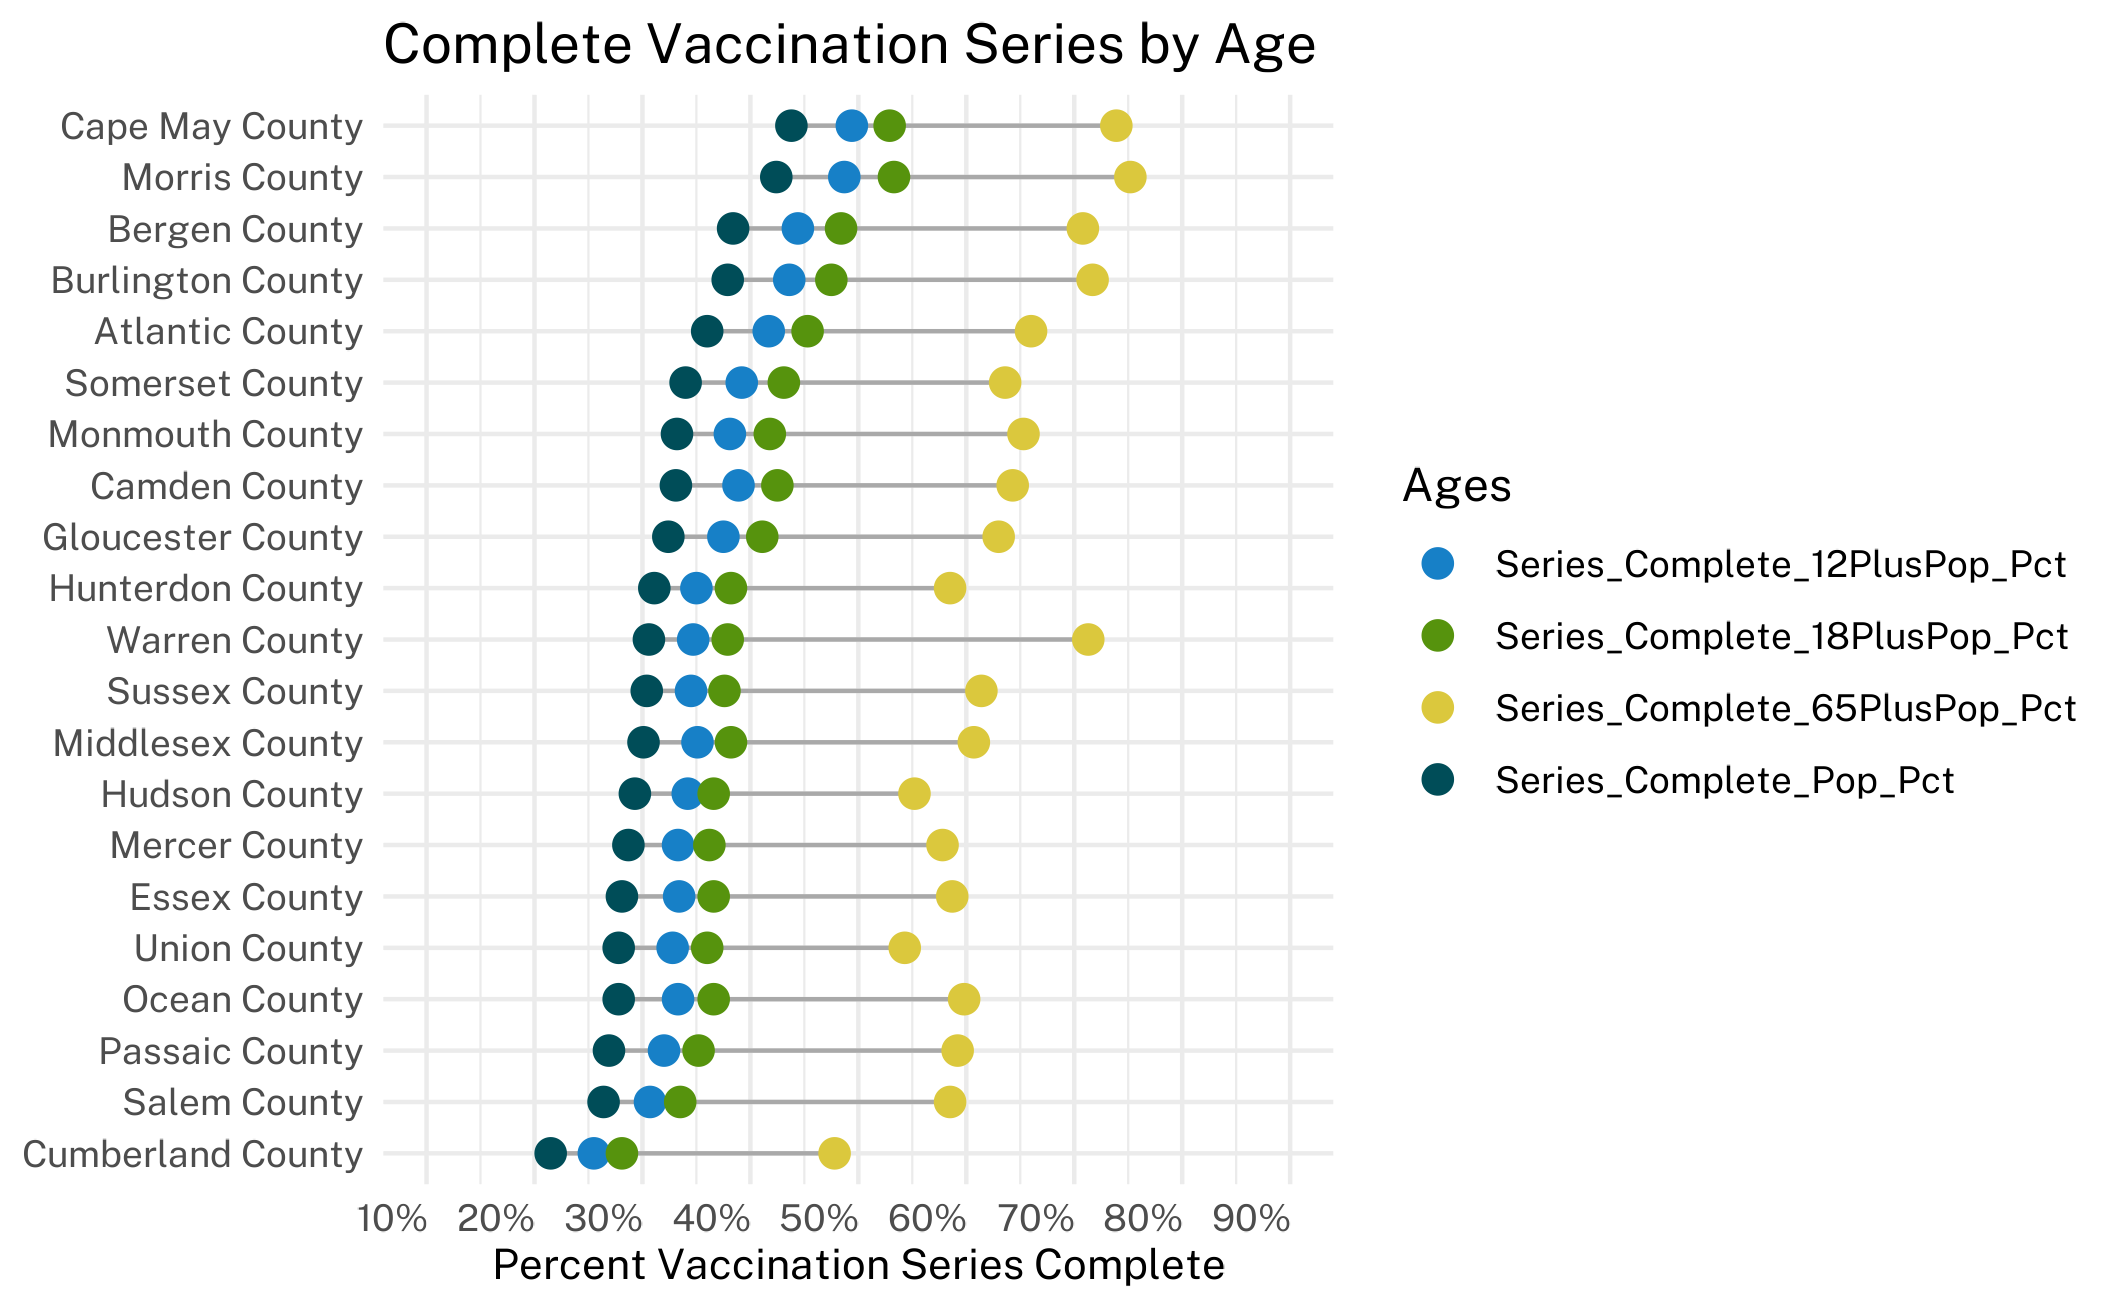 Complete Vaccination Series by Age
Cape May County
Morris County
Bergen County
Burlington County
Atlantic County
Somerset County
Monmouth County
Camden County
Gloucester County
Hunterdon County
Warren County
Sussex County
Middlesex County
Hudson County
Mercer County
Essex County
Union County
Ocean County
Passaic County
Salem County
Cumberland County
10% 20% 30% 40% 50% 60% 70% 80% 90%
Percent Vaccination Series Complete
Ages
Series_Complete_12PlusPop_Pct
Series_Complete_18PlusPop_Pct
Series_Complete_65PlusPop_Pct
Series_Complete_Pop_Pct